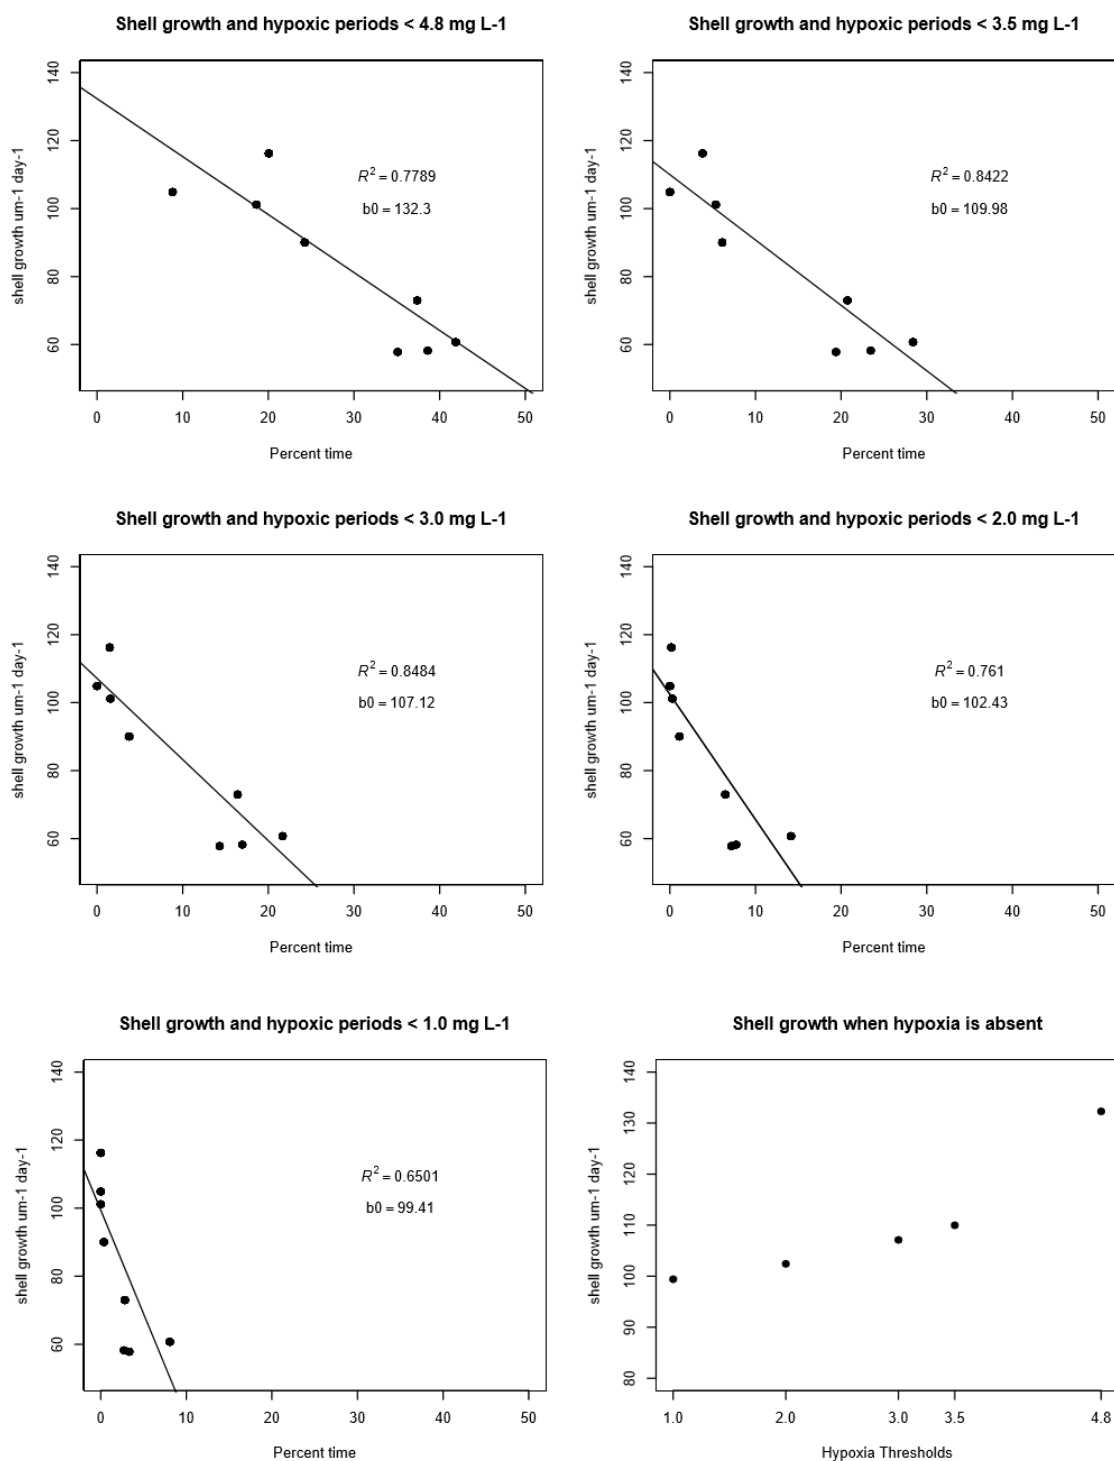 Shell growth and hypoxic periods < 4.8 mg L-1
shell growth um-1 day-1
140
120
100
80
60
R² = 0.7789
b0 = 132.3
0 10 20 30 40 50
Percent time
Shell growth and hypoxic periods < 3.5 mg L-1
shell growth um-1 day-1
140
120
100
80
60
R² = 0.8422
b0 = 109.98
0 10 20 30 40 50
Percent time
Shell growth and hypoxic periods < 3.0 mg L-1
shell growth um-1 day-1
140
120
100
80
60
R² = 0.8484
b0 = 107.12
0 10 20 30 40 50
Percent time
Shell growth and hypoxic periods < 2.0 mg L-1
shell growth um-1 day-1
140
120
100
80
60
R² = 0.761
b0 = 102.43
0 10 20 30 40 50
Percent time
Shell growth and hypoxic periods < 1.0 mg L-1
shell growth um-1 day-1
140
120
100
80
60
R² = 0.6501
b0 = 99.41
0 10 20 30 40 50
Percent time
Shell growth when hypoxia is absent
shell growth um-1 day-1
140
130
120
110
100
90
80
1.0 2.0 3.0 3.5 4.8
Hypoxia Thresholds